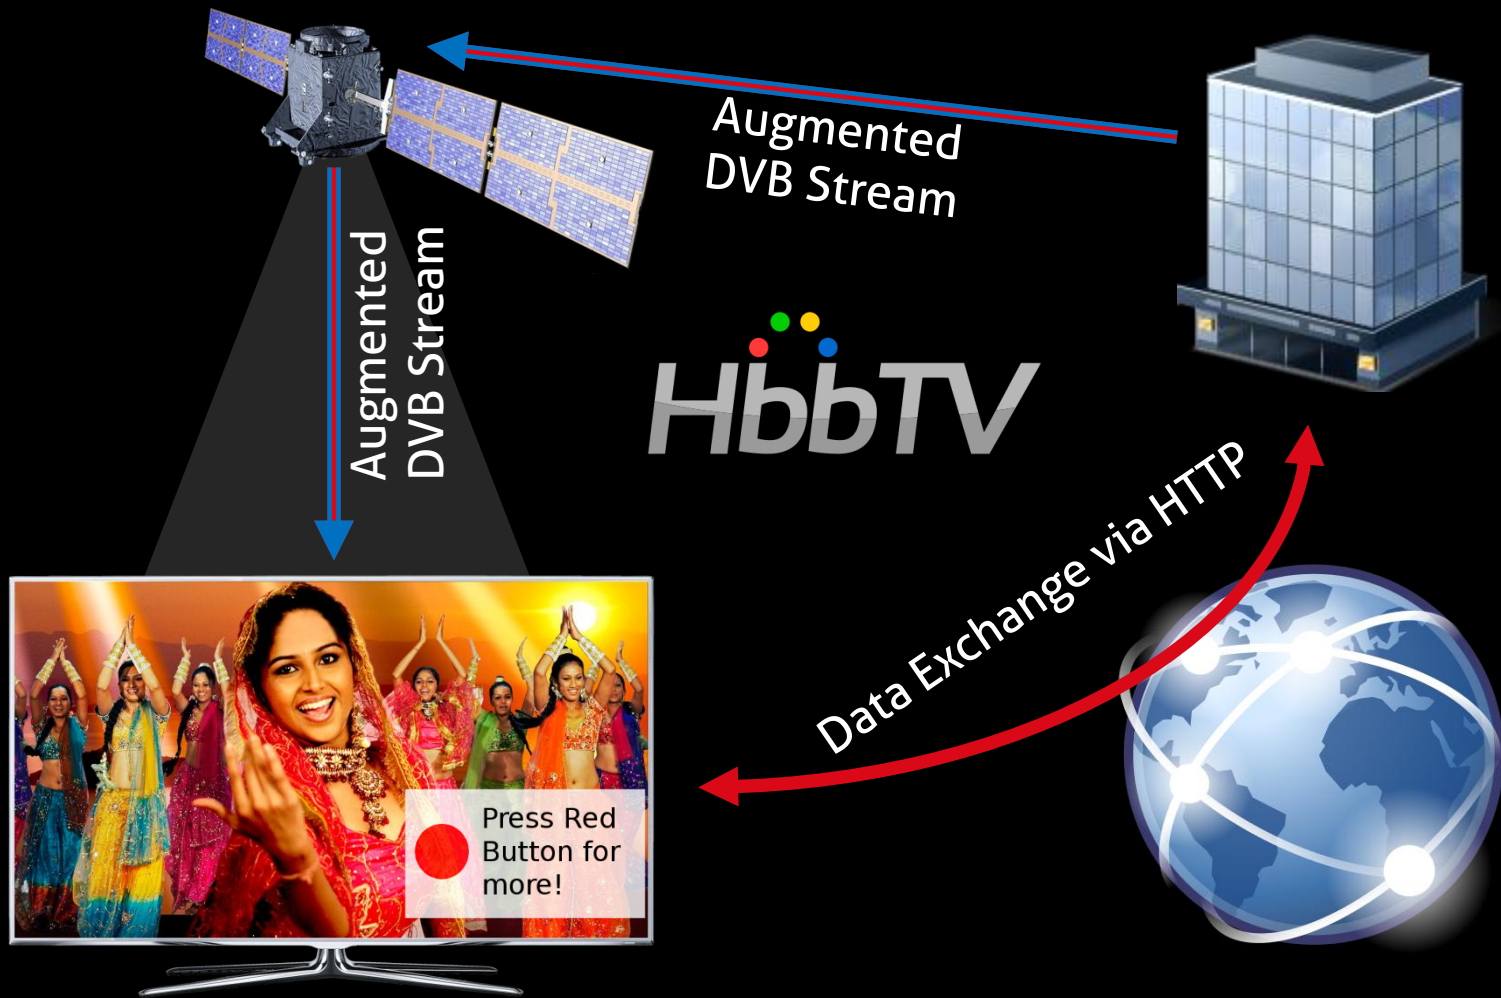 Augmented
DVB Stream
Augmented
DVB Stream
HbbTV
Data Exchange via HTTP
Press Red
Button for
more!